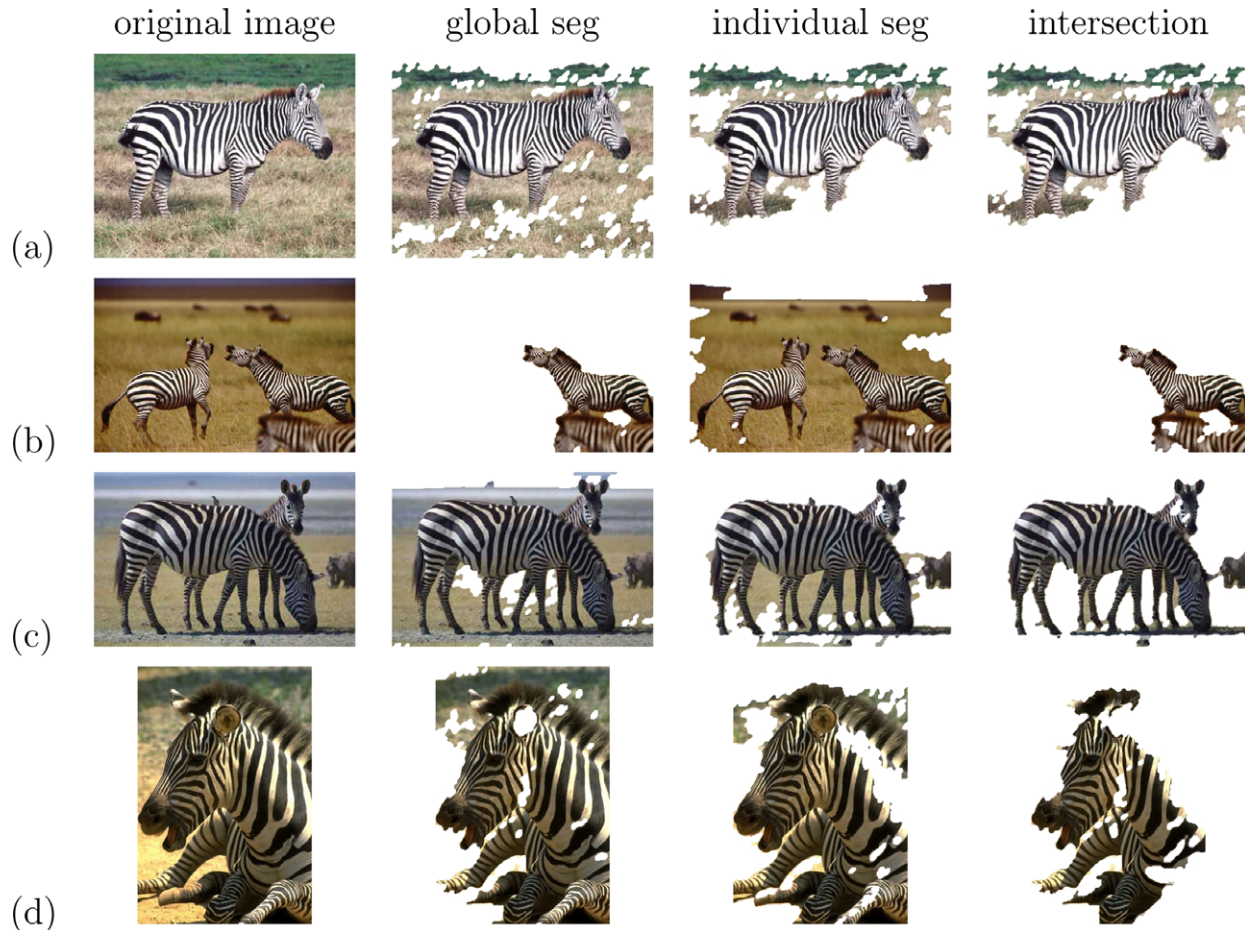 original image global seg individual seg intersection
(a)
(b)
(c)
(d)